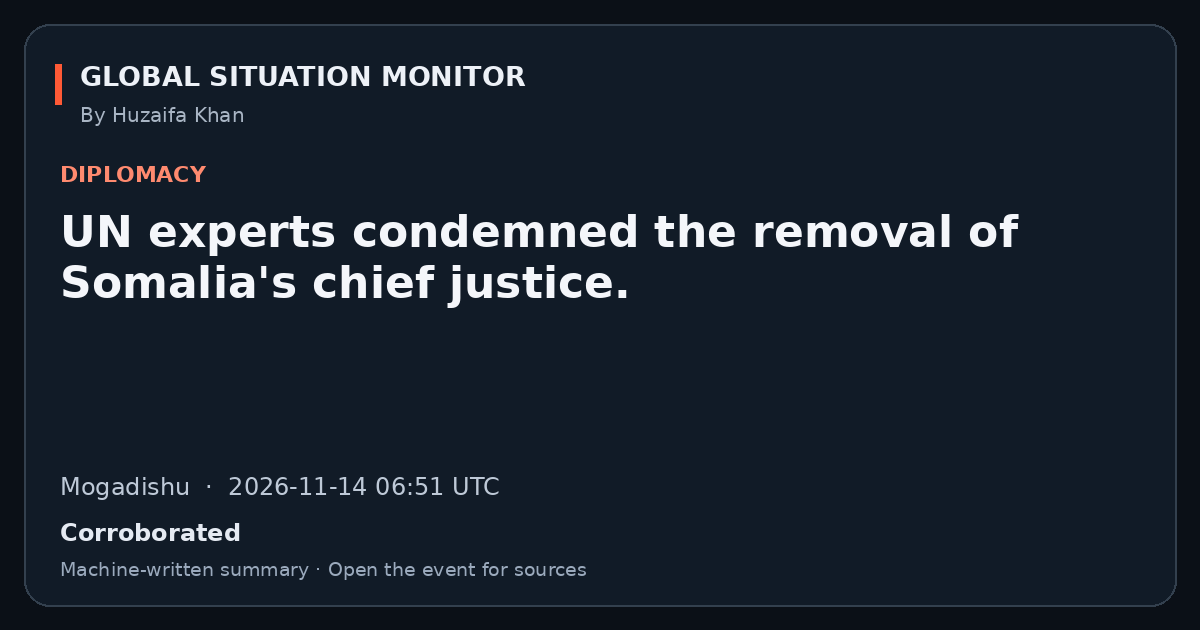 GLOBAL SITUATION MONITOR
By Huzaifa Khan
DIPLOMACY
UN experts condemned the removal of
Somalia's chief justice.
Mogadishu · 2026-11-14 06:51 UTC
Corroborated
Machine-written summary · Open the event for sources